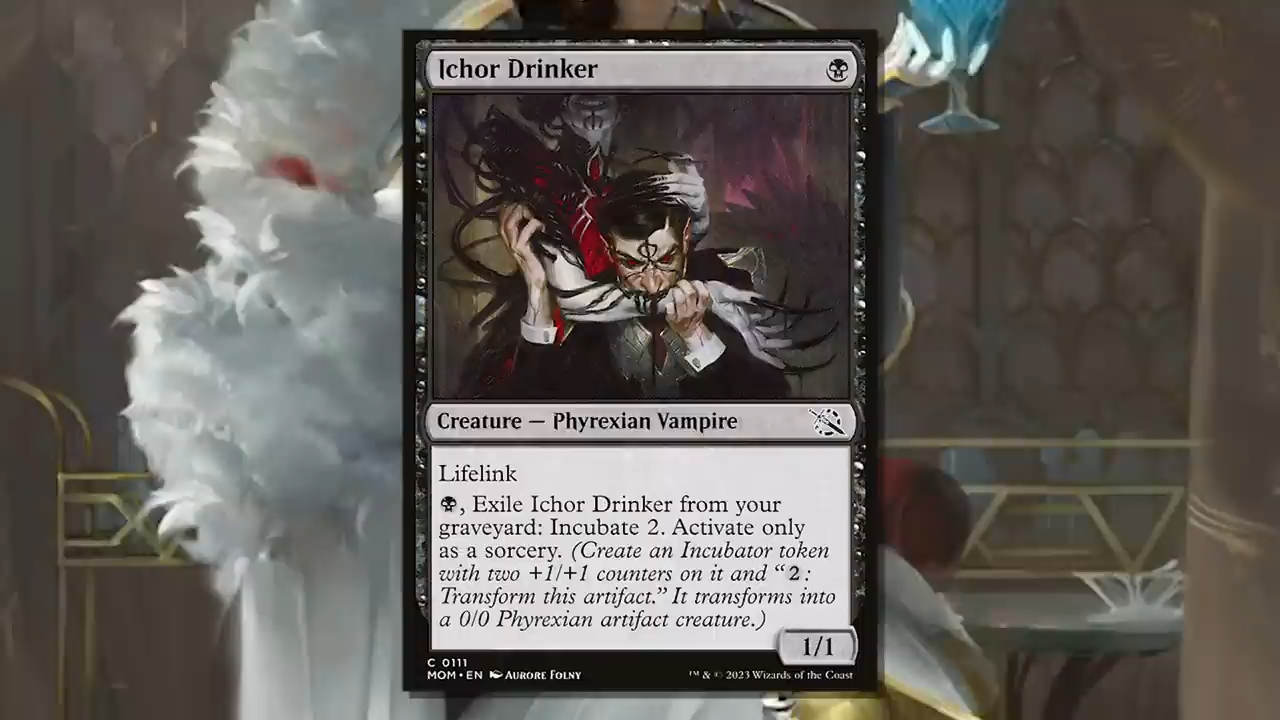 Ichor Drinker
Creature — Phyrexian Vampire
Lifelink
, Exile Ichor Drinker from your
graveyard: Incubate 2. Activate only
as a sorcery. (Create an Incubator token
with two +1/+1 counters on it and “2:
Transform this artifact.” It transforms into
a 0/0 Phyrexian artifact creature.)
1/1
C 0111
MOM • EN Aurore Folny
™ & © 2023 Wizards of the Coast